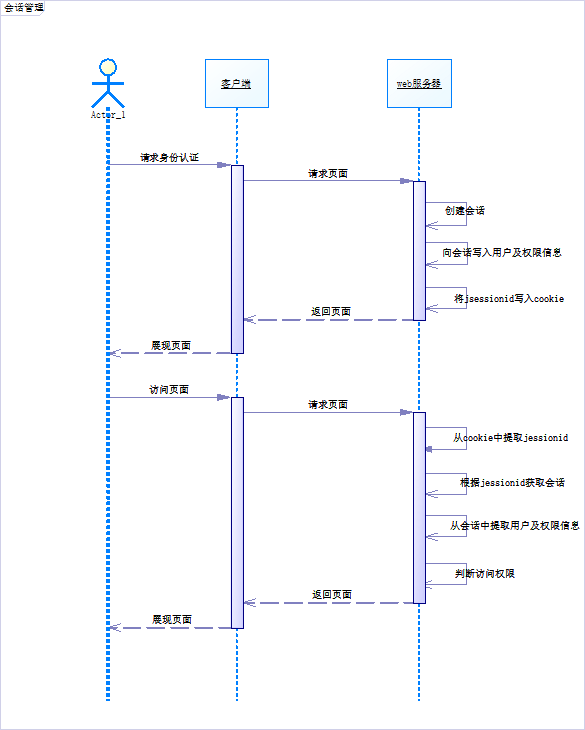 会话管理
客户端
web服务器
Actor_1
请求身份认证
请求页面
创建会话
向会话写入用户及权限信息
将jsessionid写入cookie
返回页面
展现页面
访问页面
请求页面
从cookie中提取jessionid
根据jessionid获取会话
从会话中提取用户及权限信息
判断访问权限
返回页面
展现页面